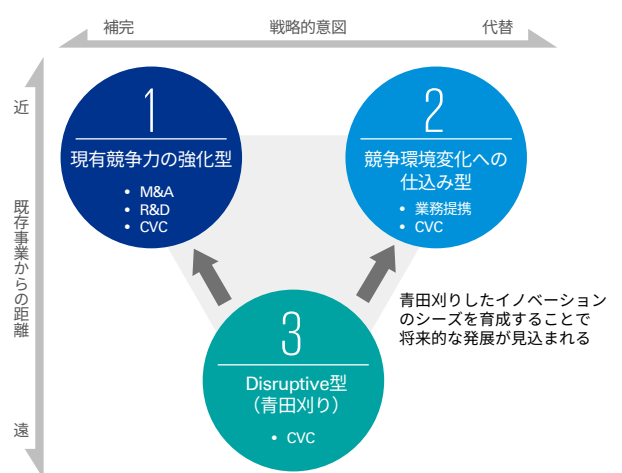 補完
戦略的意図
代替
近
既存事業からの距離
遠
1
現有競争力の強化型
• M&A
• R&D
• CVC
2
競争環境変化への
仕込み型
• 業務提携
• CVC
3
Disruptive型
（青田刈り）
• CVC
青田刈りしたイノベーション
のシーズを育成することで
将来的な発展が見込まれる